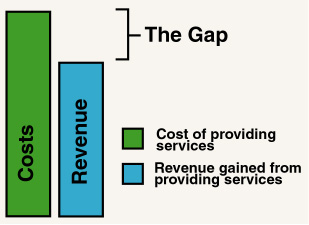 The Gap
Costs
Revenue
Cost of providing
services
Revenue gained from
providing services